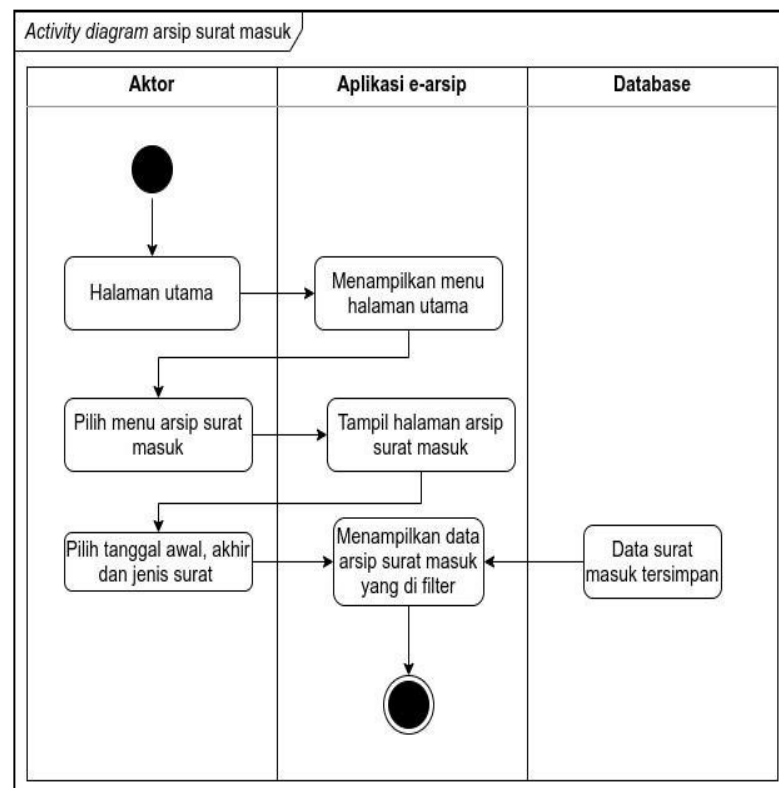 Activity diagram arsip surat masuk
Aktor
Aplikasi e-arsip
Database
Halaman utama
Menampilkan menu
halaman utama
Pilih menu arsip surat
masuk
Tampil halaman arsip
surat masuk
Pilih tanggal awal, akhir
dan jenis surat
Menampilkan data
arsip surat masuk
yang di filter
Data surat
masuk tersimpan